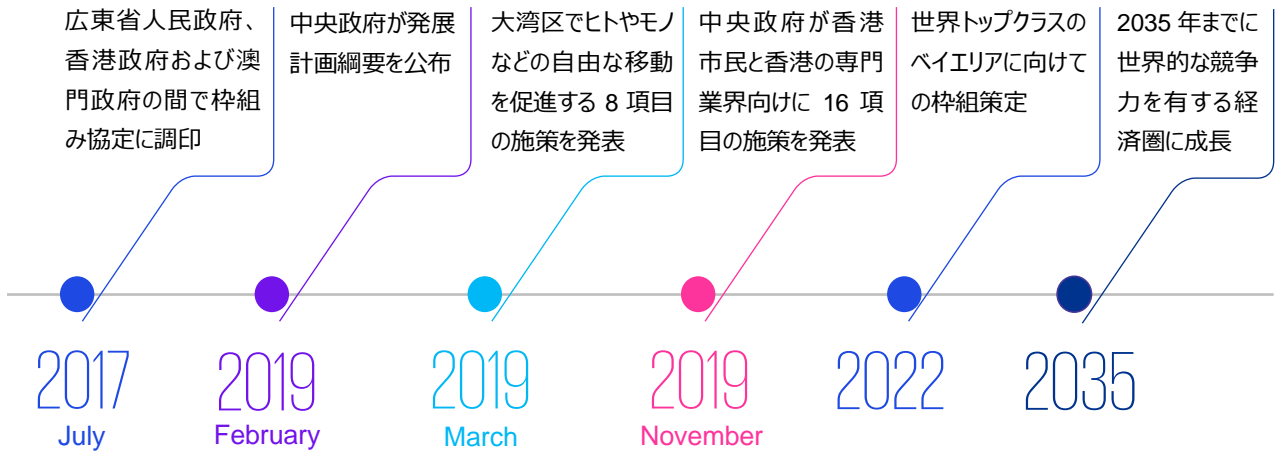 広東省人民政府、
香港政府および澳
門政府の間で枠組
み協定に調印
中央政府が発展
計画綱要を公布
大湾区でヒトやモノ
などの自由な移動
を促進する 8 項目
の施策を発表
中央政府が香港
市民と香港の専門
業界向けに 16 項
目の施策を発表
世界トップクラスの
ベイエリアに向けて
の枠組策定
2035 年までに
世界的な競争
力を有する経
済圏に成長
2017
July
2019
February
2019
March
2019
November
2022
2035